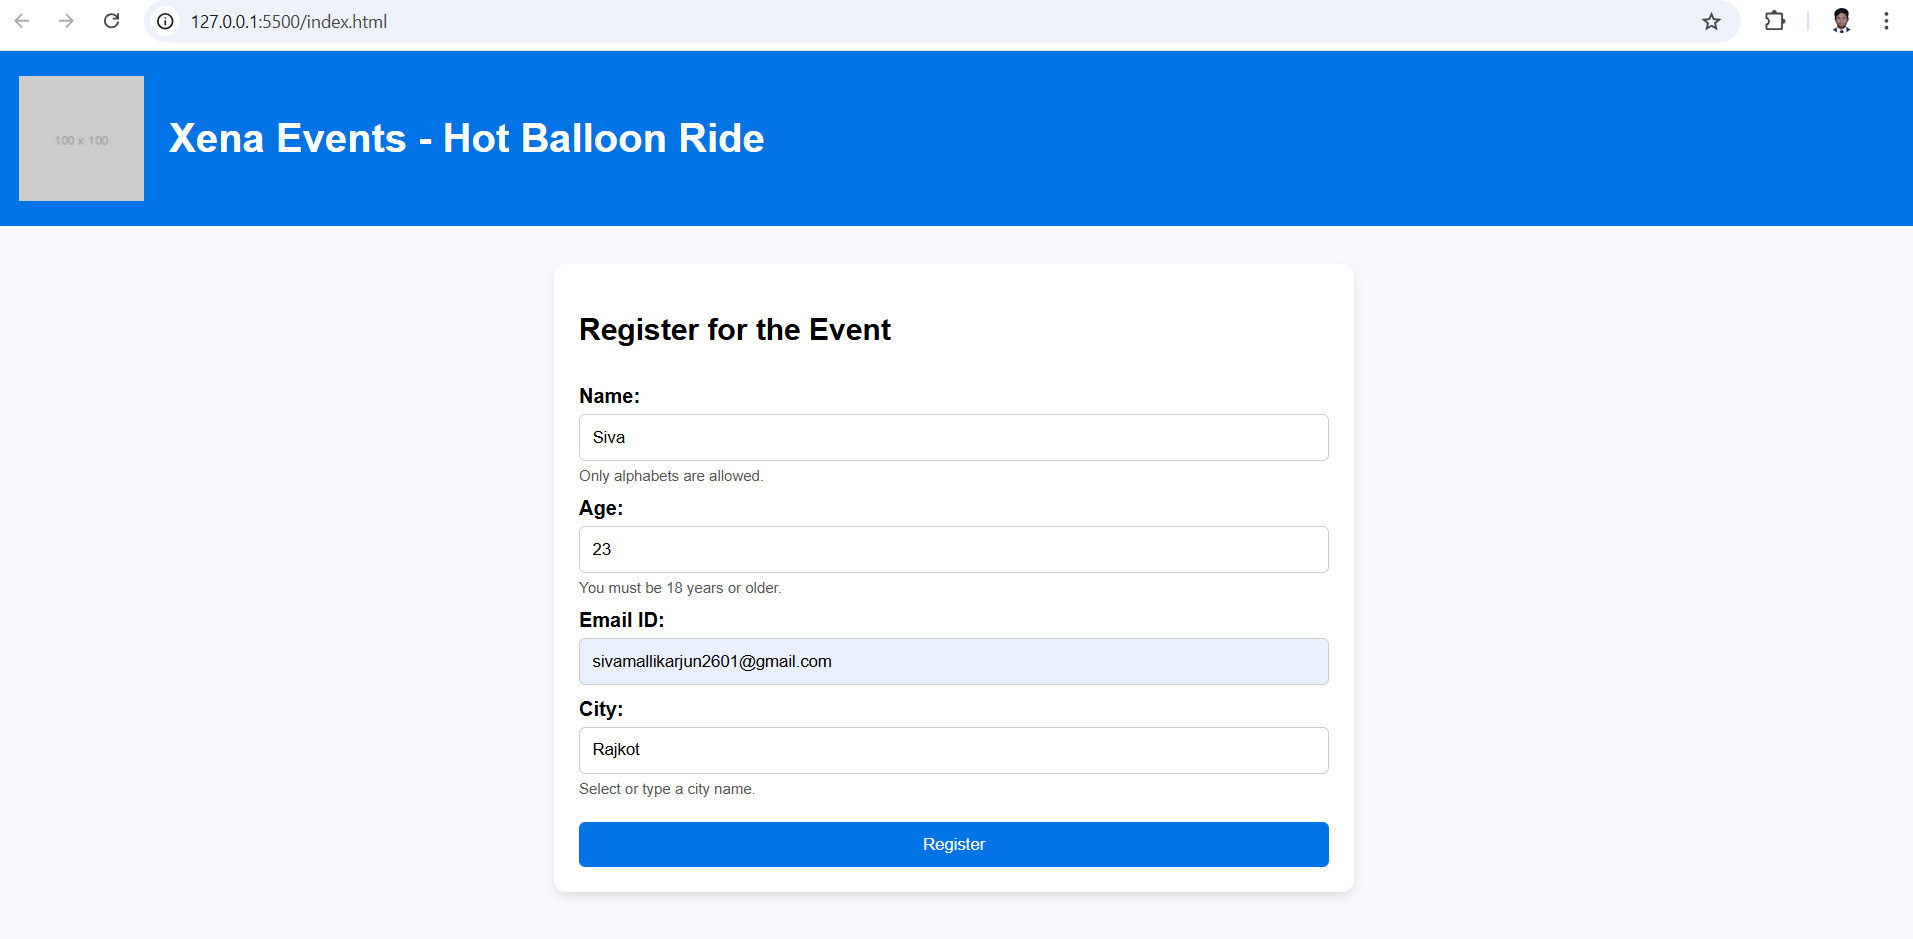 127.0.0.1:5500/index.html
100 x 100
Xena Events - Hot Balloon Ride
Register for the Event
Name:
Siva
Only alphabets are allowed.
Age:
23
You must be 18 years or older.
Email ID:
sivamallikarjun2601@gmail.com
City:
Rajkot
Select or type a city name.
Register